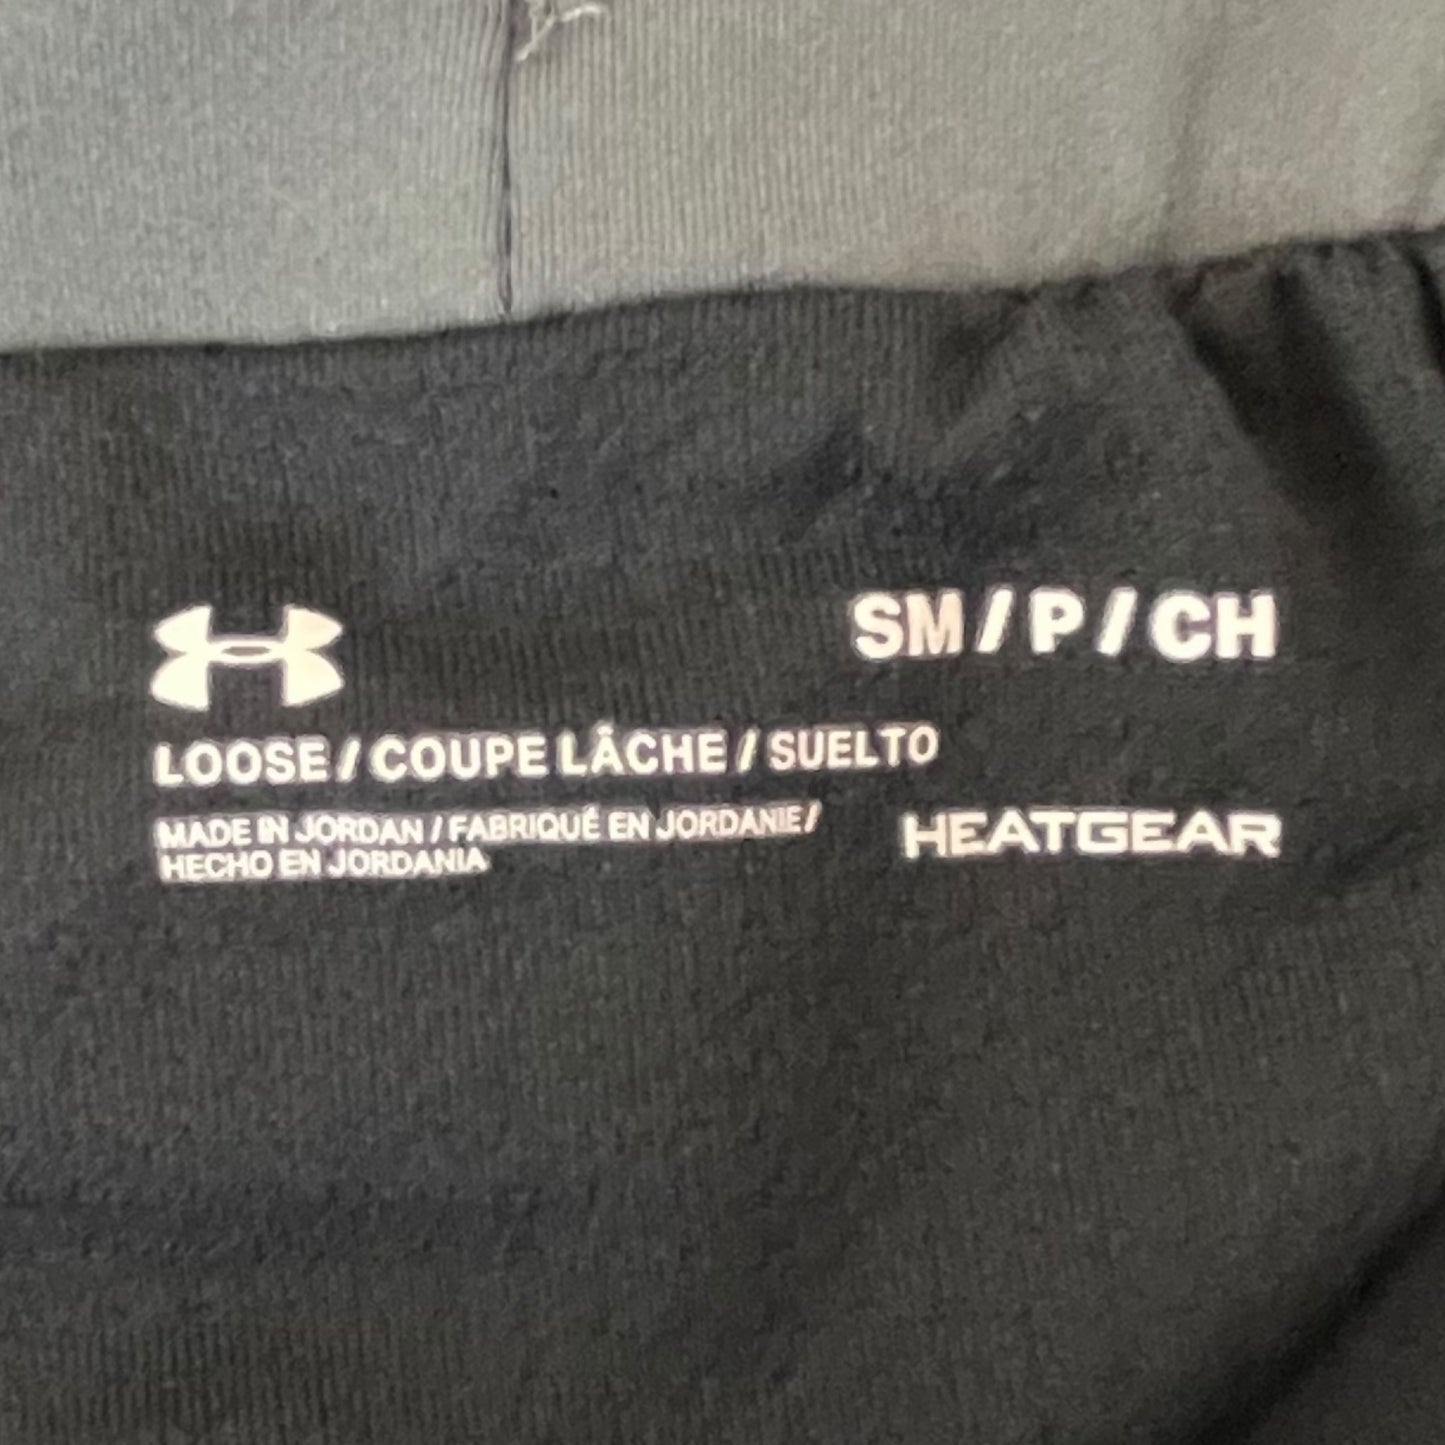 SM / P / CH
LOOSE / COUPE LÂCHE / SUELTO
MADE IN JORDAN / FABRIQUÉ EN JORDANIE /
HECHO EN JORDANIA
HEATGEAR